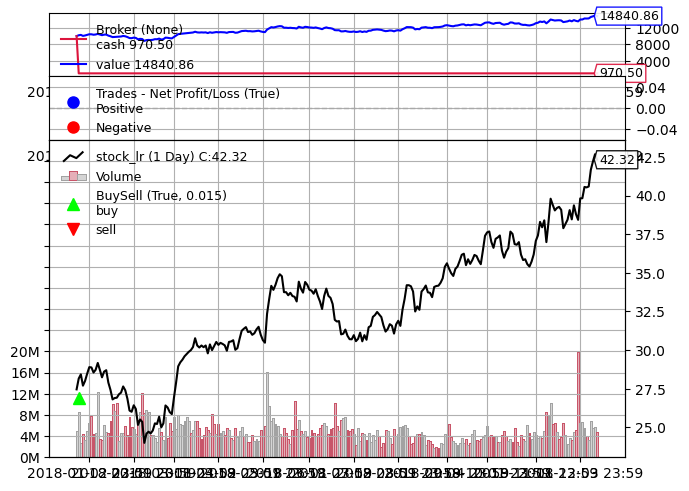 Broker (None)
cash 970.50
value 14840.86
14840.86
12000
8000
4000
970.50
Trades - Net Profit/Loss (True)
Positive
Negative
0.04
0.00
−0.04
stock_lr (1 Day) C:42.32
Volume
BuySell (True, 0.015)
buy
sell
42.32
42.5
40.0
37.5
35.0
32.5
30.0
27.5
25.0
20M
16M
12M
8M
4M
0M
23:59